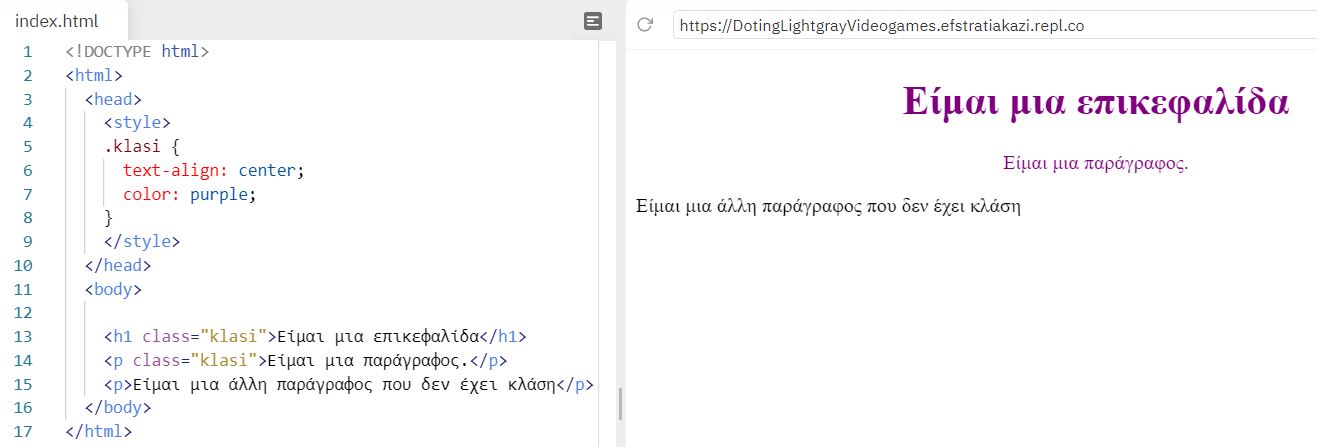 index.html
1 <!DOCTYPE html>
2 <html>
3 <head>
4 <style>
5 .klasi {
6 text-align: center;
7 color: purple;
8 }
9 </style>
10 </head>
11 <body>
12
13 <h1 class="klasi">Είμαι μια επικεφαλίδα</h1>
14 <p class="klasi">Είμαι μια παράγραφος.</p>
15 <p>Είμαι μια άλλη παράγραφος που δεν έχει κλάση</p>
16 </body>
17 </html>
https://DotingLightgrayVideogames.efstratiakazi.repl.co
Είμαι μια επικεφαλίδα
Είμαι μια παράγραφος.
Είμαι μια άλλη παράγραφος που δεν έχει κλάση